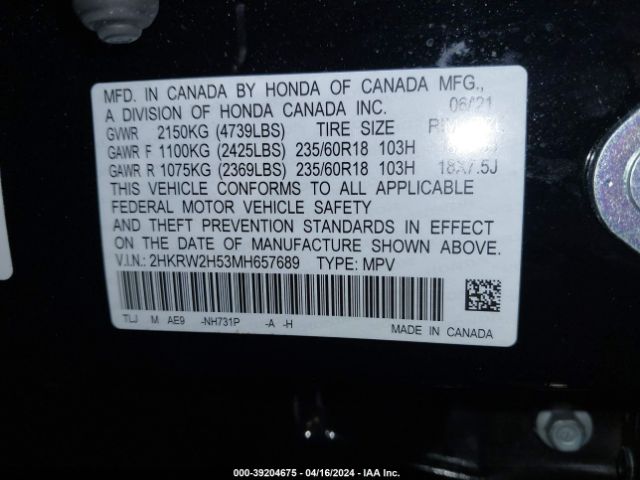 MFD. IN CANADA BY HONDA OF CANADA MFG.,
A DIVISION OF HONDA CANADA INC. 06/21
GVWR 2150KG (4739LBS) TIRE SIZE
GAWR F 1100KG (2425LBS) 235/60R18 103H
GAWR R 1075KG (2369LBS) 235/60R18 103H 18X7.5J
THIS VEHICLE CONFORMS TO ALL APPLICABLE
FEDERAL MOTOR VEHICLE SAFETY
AND THEFT PREVENTION STANDARDS IN EFFECT
ON THE DATE OF MANUFACTURE SHOWN ABOVE.
V.I.N.: 2HKRW2H53MH657689 TYPE: MPV
TLJ M AE9 -NH731P -A -H
MADE IN CANADA
000-39204675 - 04/16/2024 - IAA Inc.